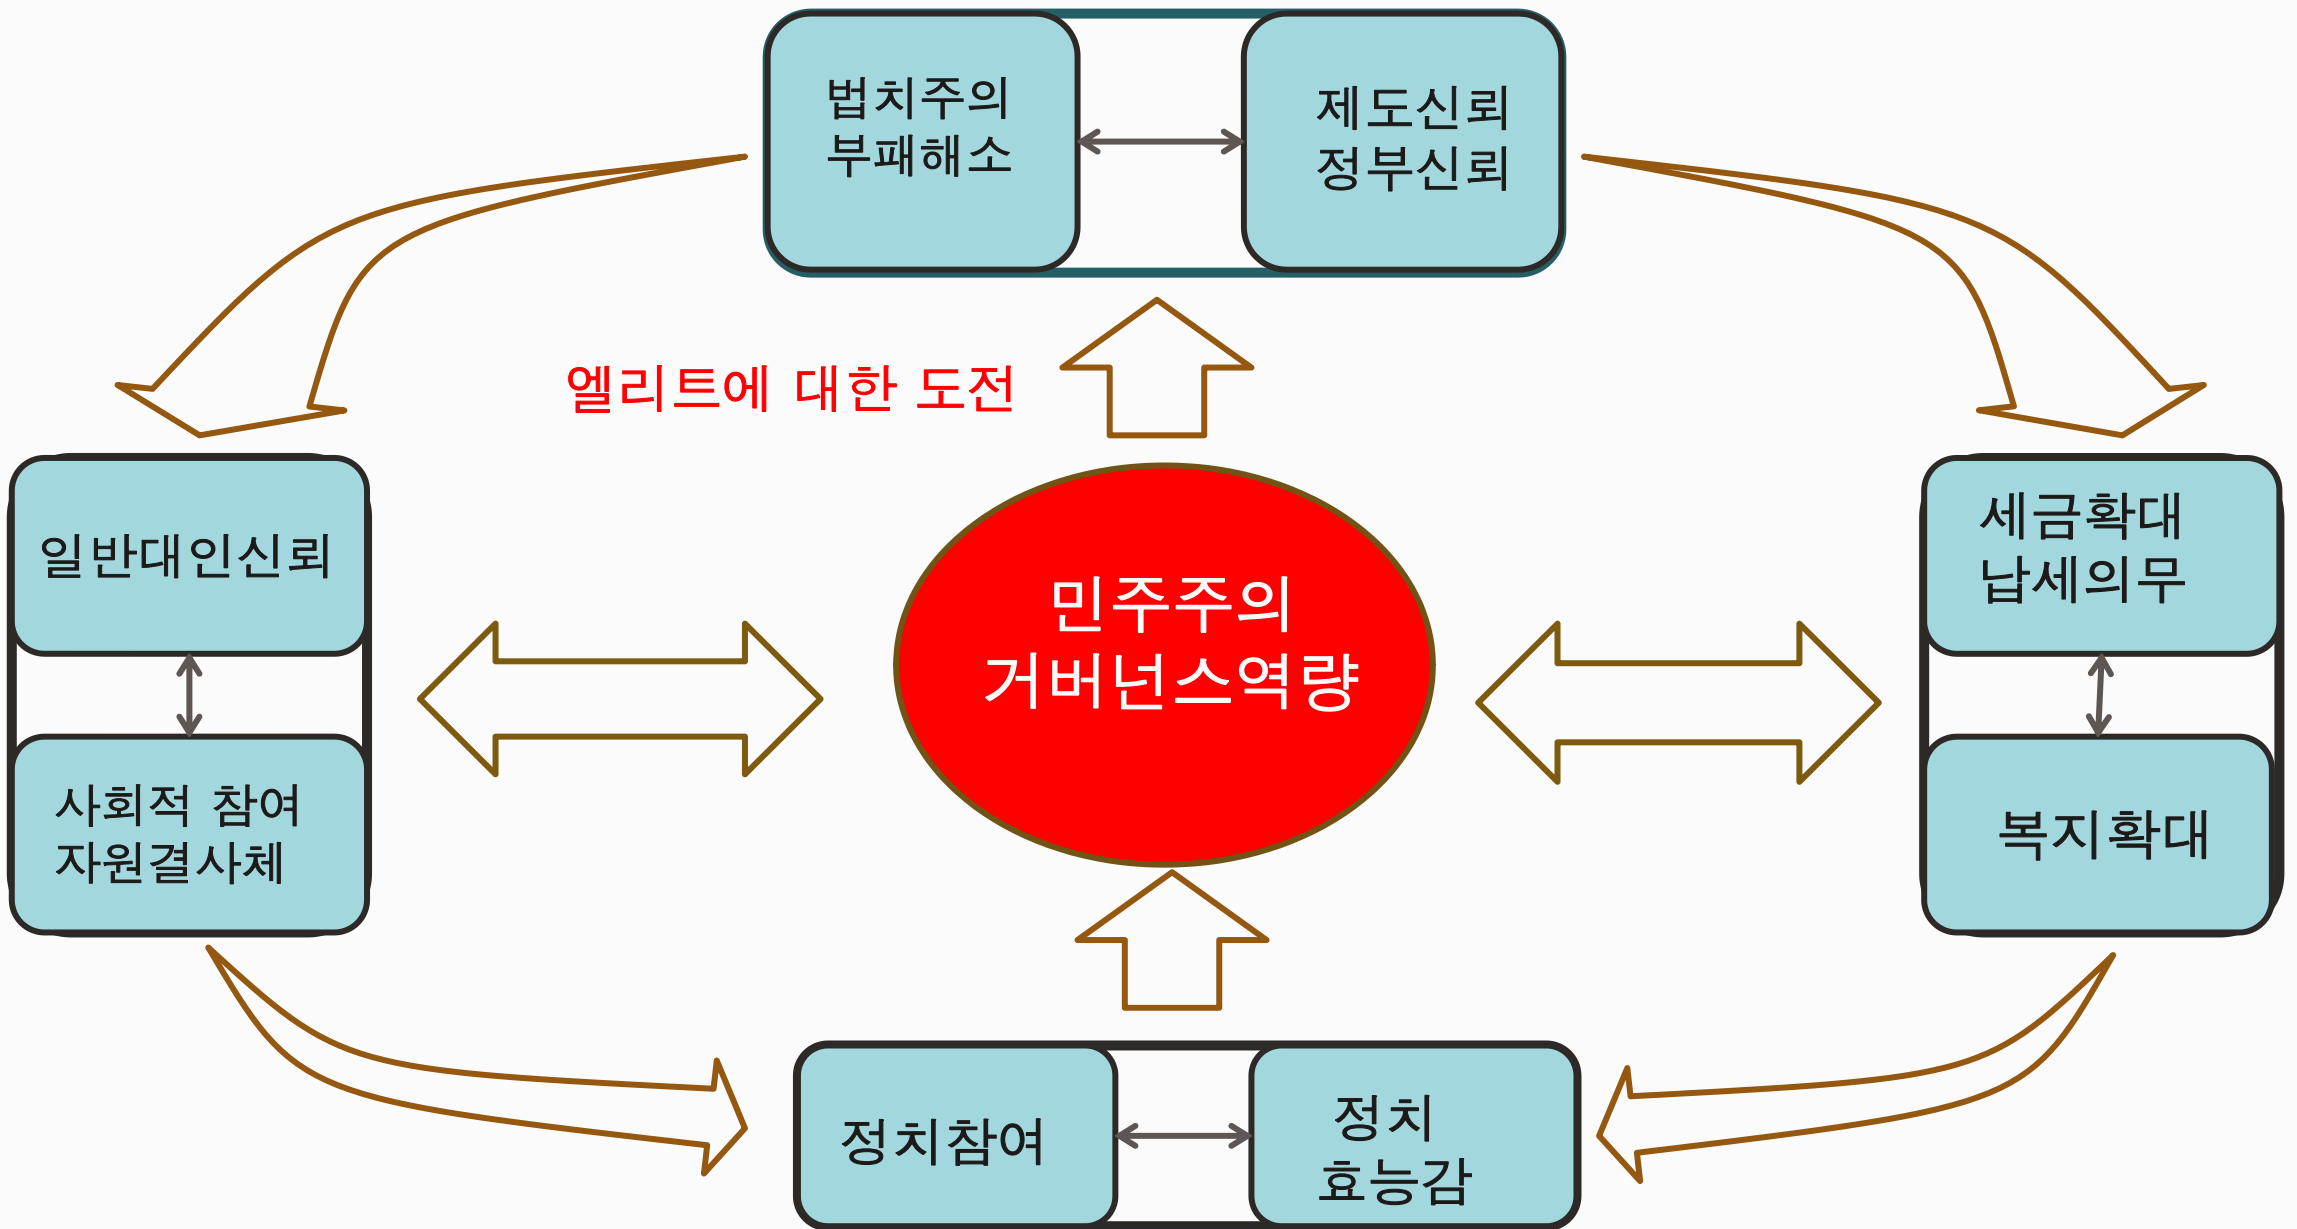 법치주의
부패해소
제도신뢰
정부신뢰
엘리트에 대한 도전
일반대인신뢰
사회적 참여
자원결사체
민주주의
거버넌스역량
세금확대
납세의무
복지확대
정치참여
정치
효능감